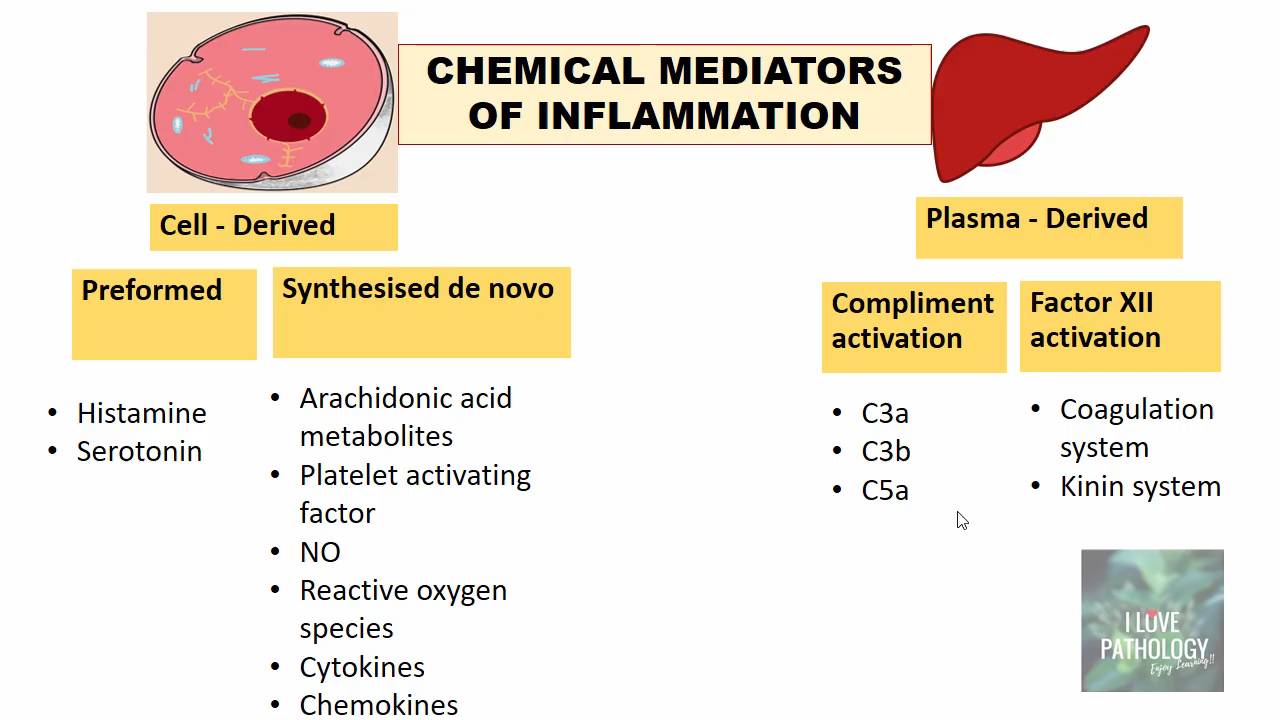 CHEMICAL MEDIATORS
OF INFLAMMATION
Cell - Derived
Preformed
• Histamine
• Serotonin
Synthesised de novo
• Arachidonic acid
metabolites
• Platelet activating
factor
• NO
• Reactive oxygen
species
• Cytokines
• Chemokines
Plasma - Derived
Compliment
activation
• C3a
• C3b
• C5a
Factor XII
activation
• Coagulation
system
• Kinin system
I LOVE
PATHOLOGY
Enjoy Learning!!